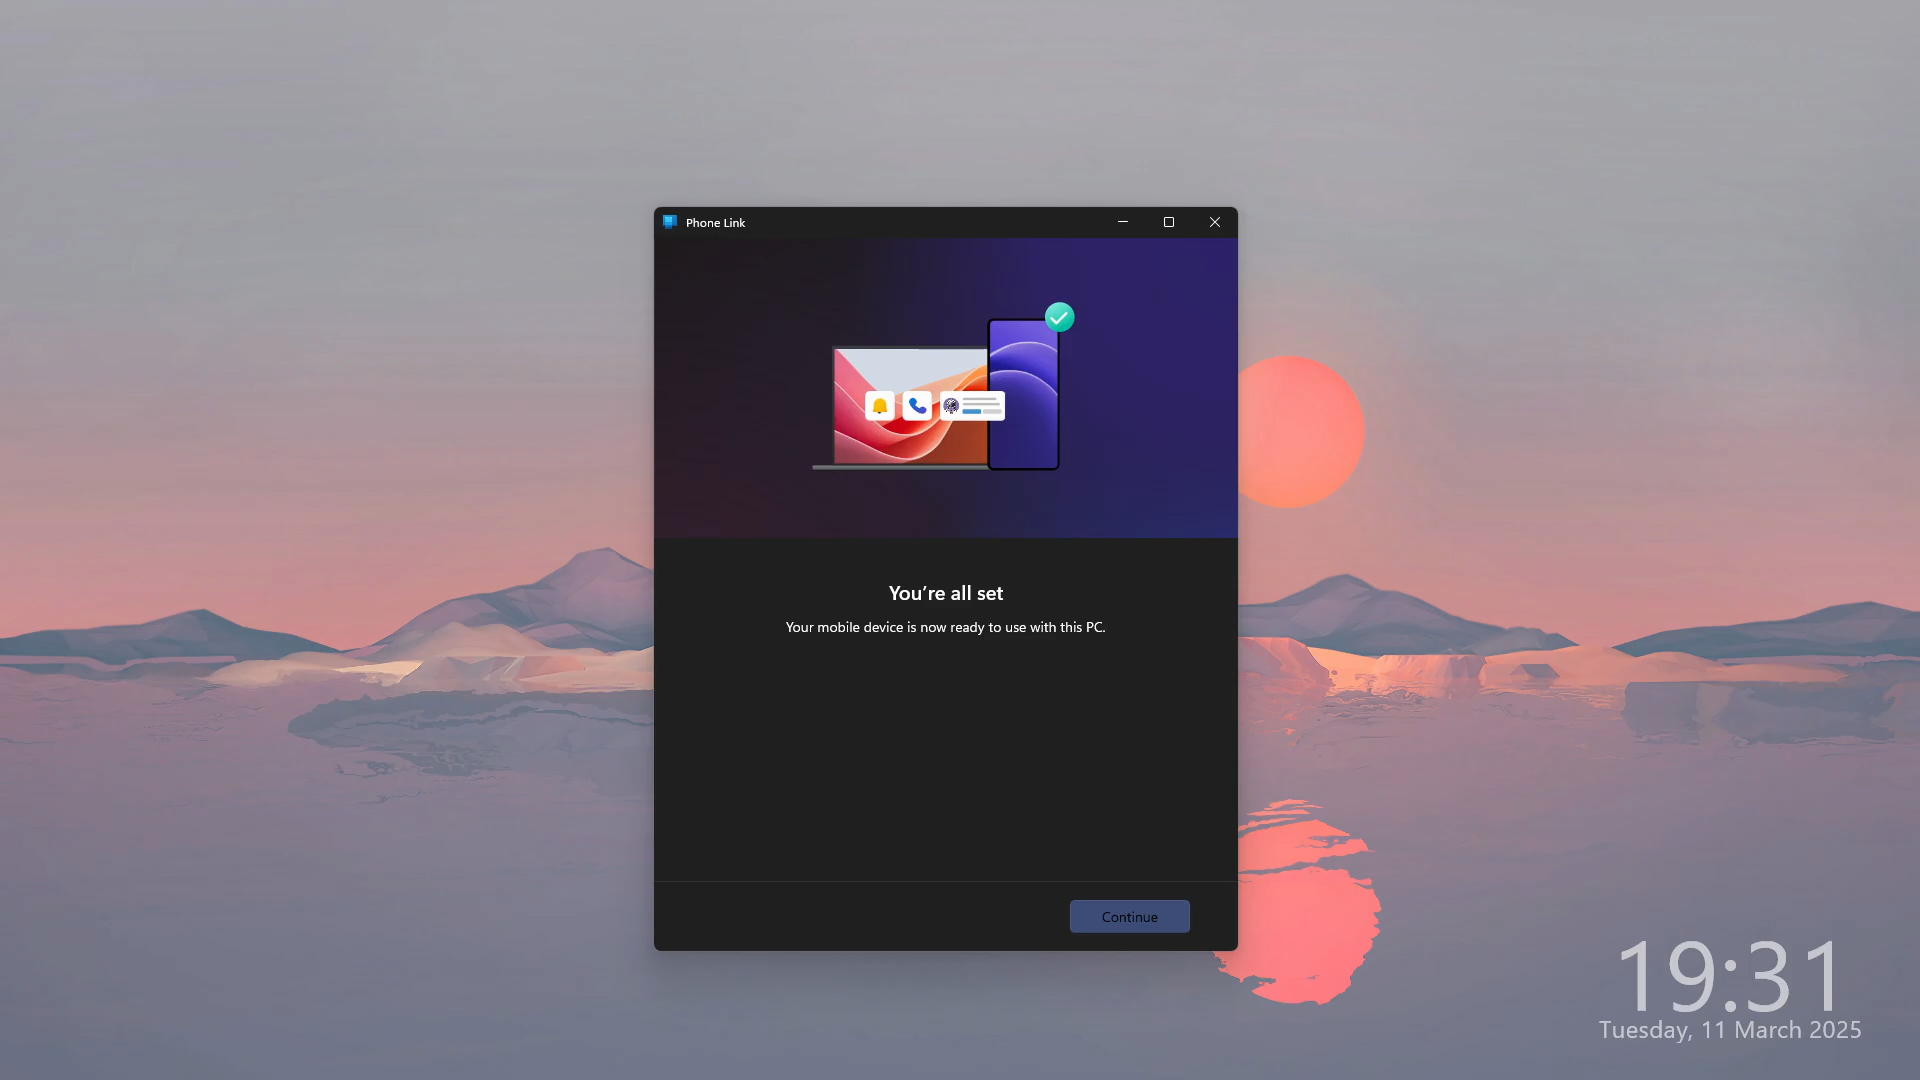 Phone Link
You’re all set
Your mobile device is now ready to use with this PC.
Continue
19:31
Tuesday, 11 March 2025